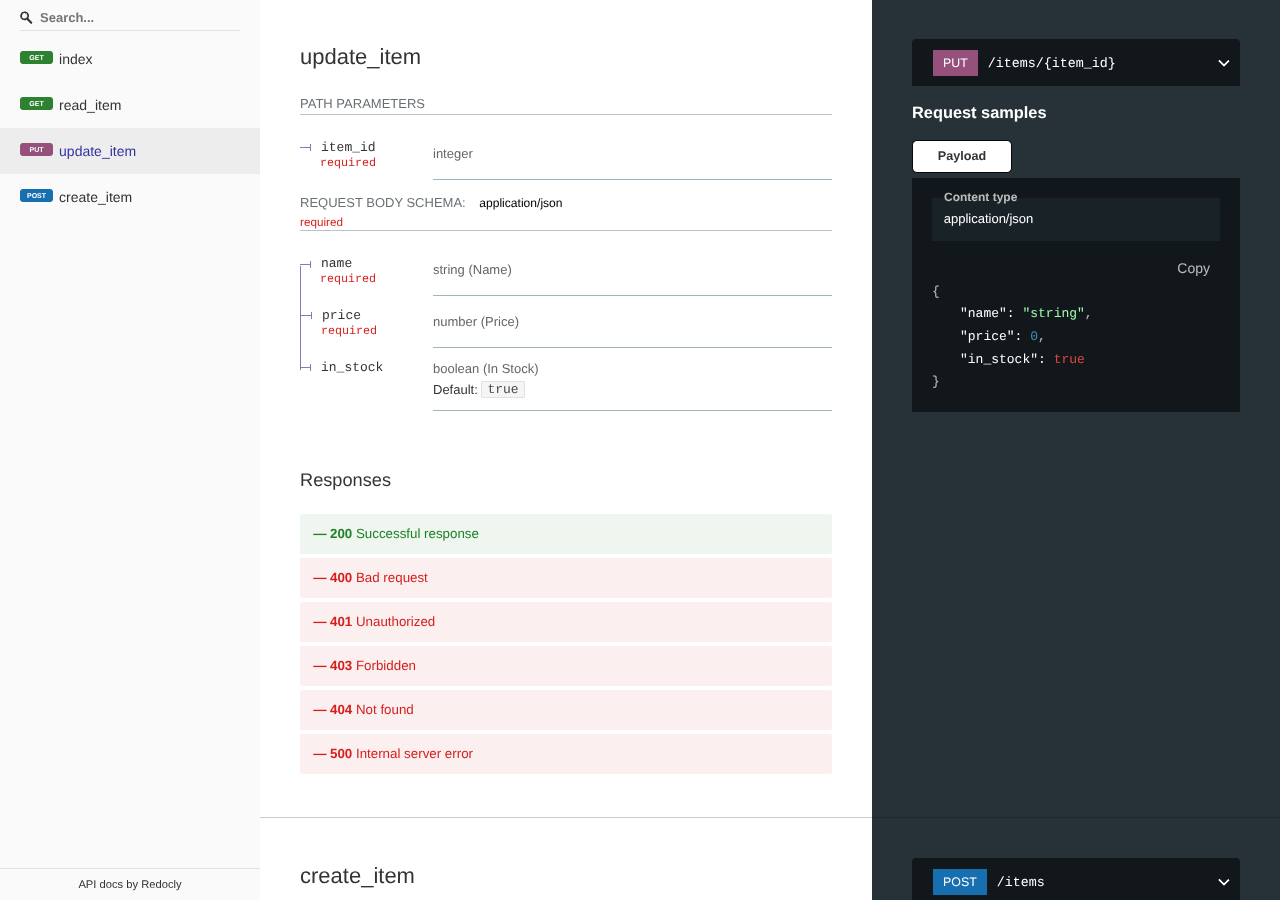 Search...
GET index
GET read_item
PUT update_item
POST create_item
API docs by Redocly
update_item
PATH PARAMETERS
item_id
required
integer
REQUEST BODY SCHEMA: application/json
required
name
required
string (Name)
price
required
number (Price)
in_stock
boolean (In Stock)
Default: true
Responses
— 200 Successful response
— 400 Bad request
— 401 Unauthorized
— 403 Forbidden
— 404 Not found
— 500 Internal server error
create_item
PUT /items/{item_id}
Request samples
Payload
Content type
application/json
Copy
{
"name": "string",
"price": 0,
"in_stock": true
}
POST /items